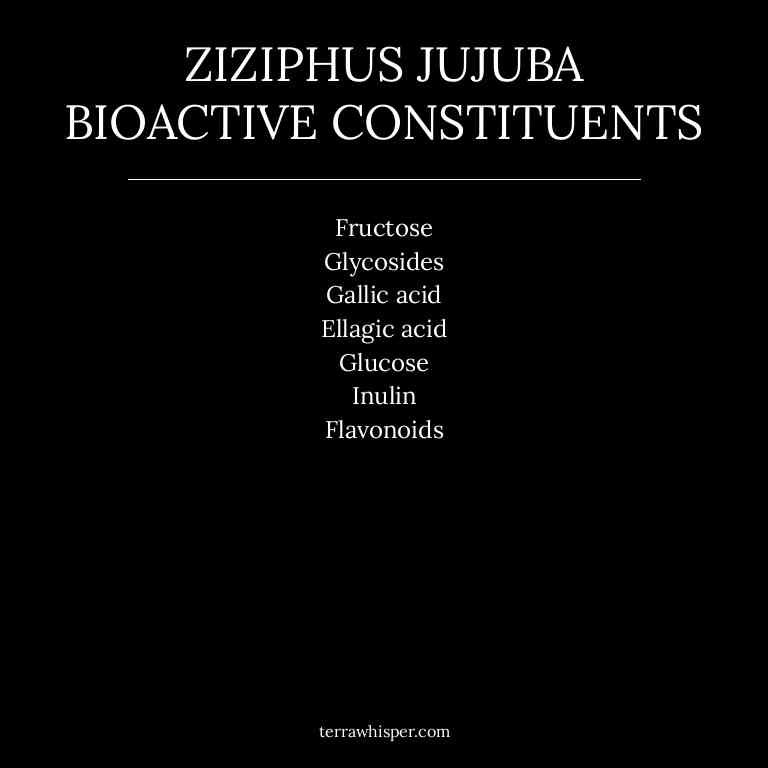 ZIZIPHUS JUJUBA
BIOACTIVE CONSTITUENTS
Fructose
Glycosides
Gallic acid
Ellagic acid
Glucose
Inulin
Flavonoids
terrawhisper.com